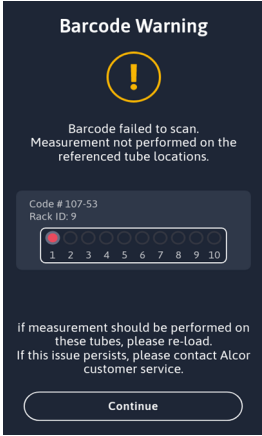 Barcode Warning
!
Barcode failed to scan.
Measurement not performed on the
referenced tube locations.
Code # 107-53
Rack ID: 9
1 2 3 4 5 6 7 8 9 10
if measurement should be performed on
these tubes, please re-load.
If this issue persists, please contact Alcor
customer service.
Continue